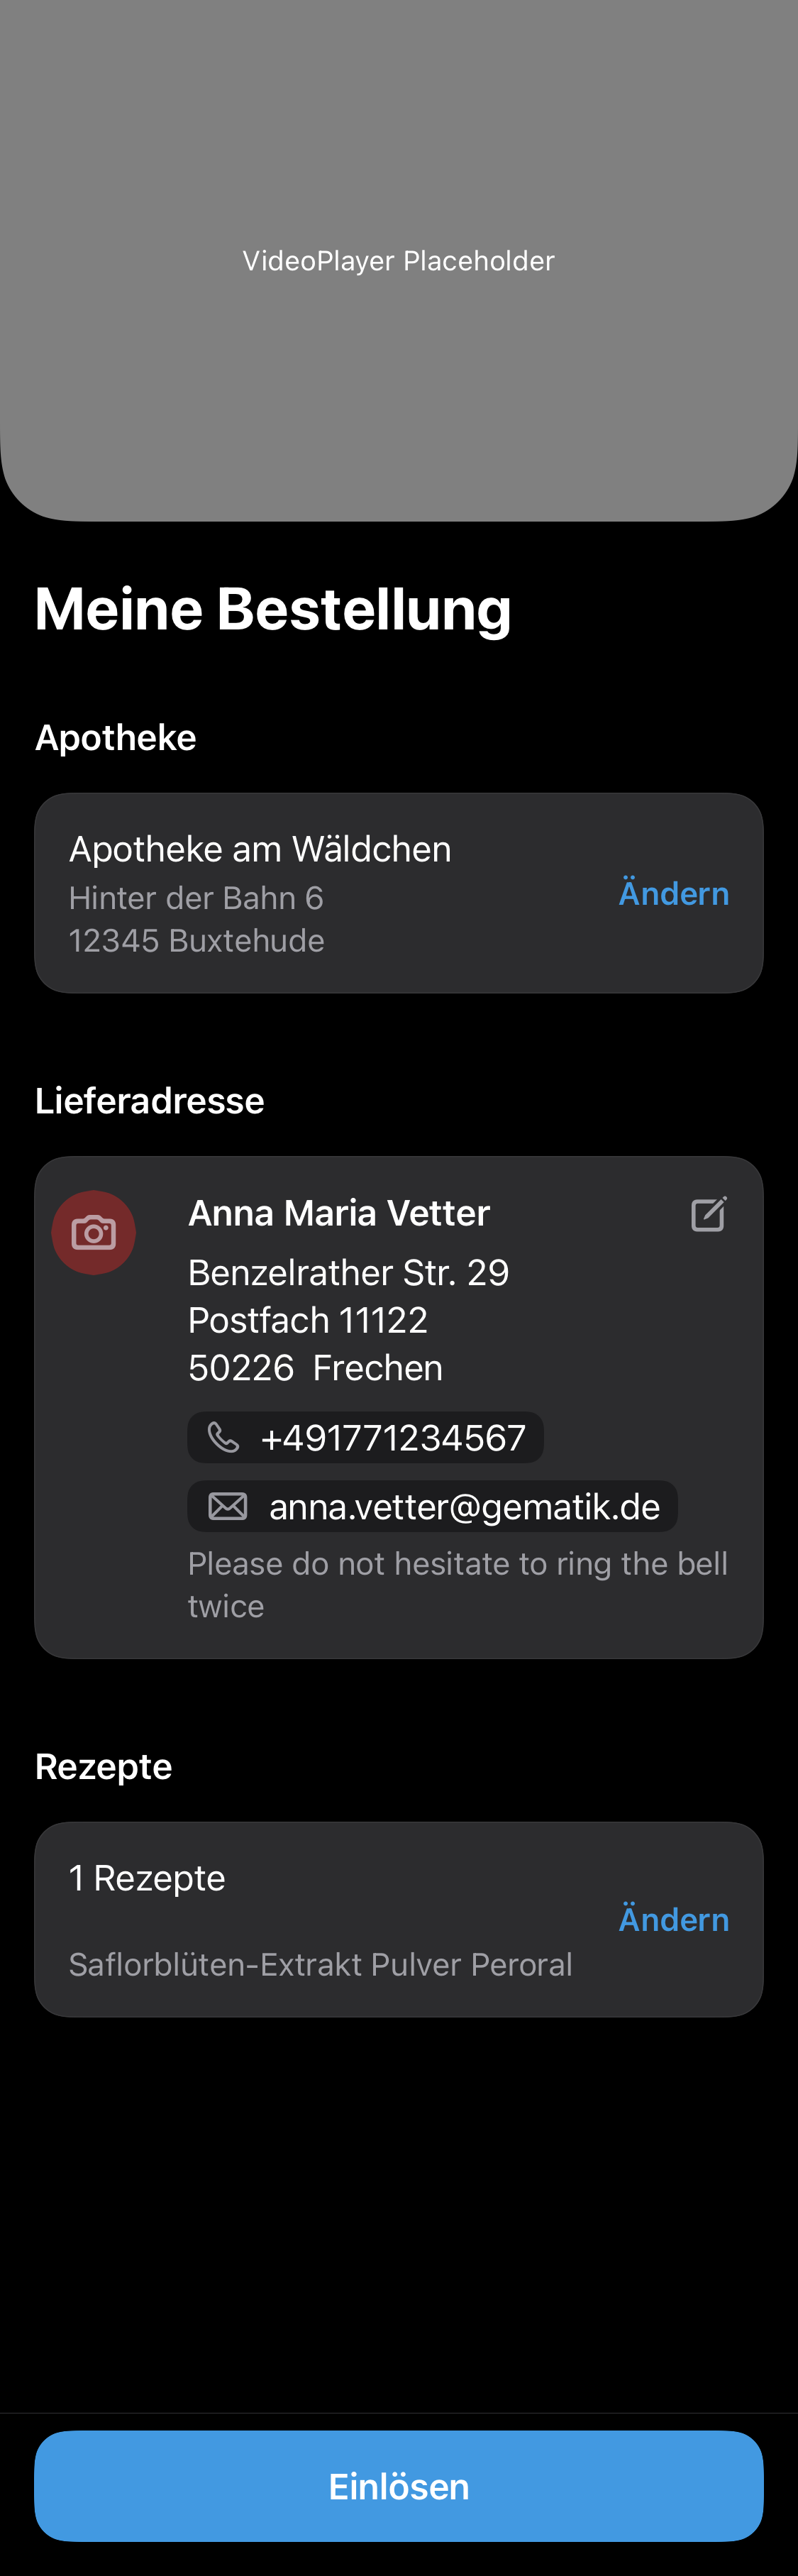 VideoPlayer Placeholder
Meine Bestellung
Apotheke
Apotheke am Wäldchen
Hinter der Bahn 6
12345 Buxtehude
Ändern
Lieferadresse
Anna Maria Vetter
Benzelrather Str. 29
Postfach 11122
50226  Frechen
+491771234567
anna.vetter@gematik.de
Please do not hesitate to ring the bell
twice
Rezepte
1 Rezepte
Ändern
Saflorblüten-Extrakt Pulver Peroral
Einlösen